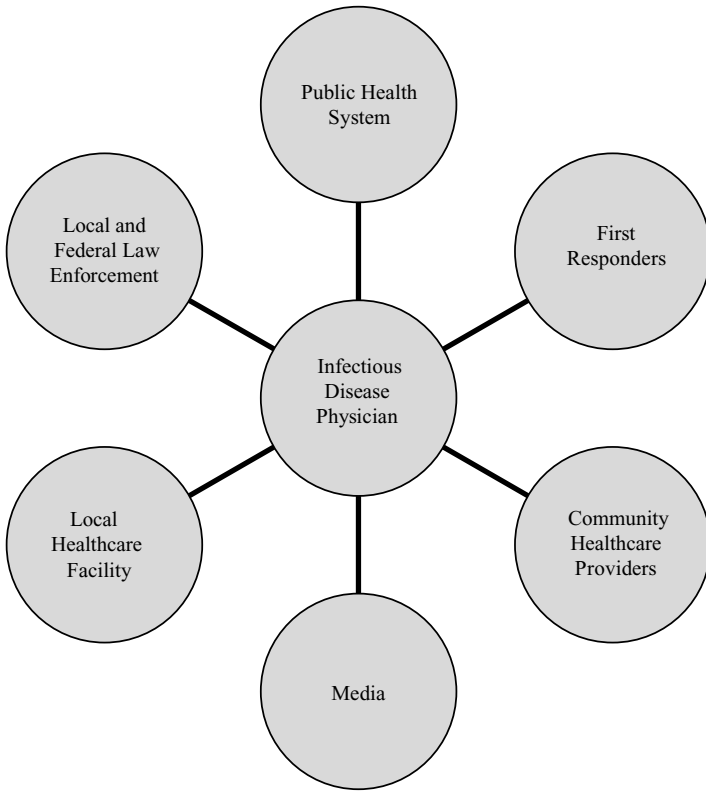 Public Health
System
Local and
Federal Law
Enforcement
First
Responders
Infectious
Disease
Physician
Local
Healthcare
Facility
Community
Healthcare
Providers
Media